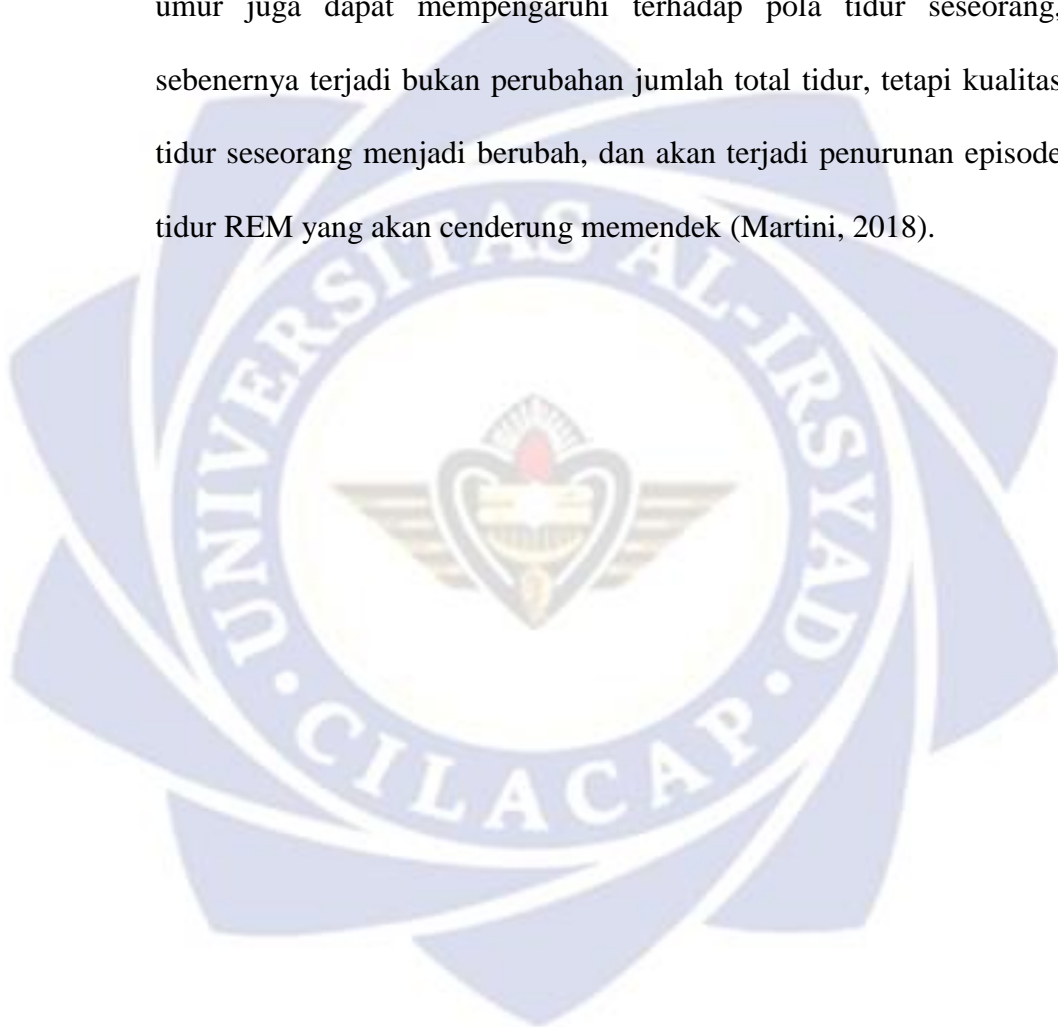 umur juga dapat mempengaruhi terhadap pola tidur seseorang,
sebenernya terjadi bukan perubahan jumlah total tidur, tetapi kualitas
tidur seseorang menjadi berubah, dan akan terjadi penurunan episode
tidur REM yang akan cenderung memendek (Martini, 2018).
UNIVERSITAS AL-IRSYAD
CILACAP